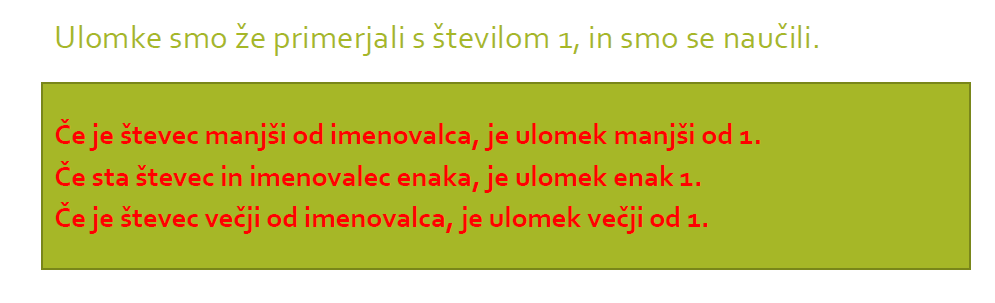 Ulomke smo že primerjali s številom 1, in smo se naučili.
Če je števec manjši od imenovalca, je ulomek manjši od 1.
Če sta števec in imenovalec enaka, je ulomek enak 1.
Če je števec večji od imenovalca, je ulomek večji od 1.